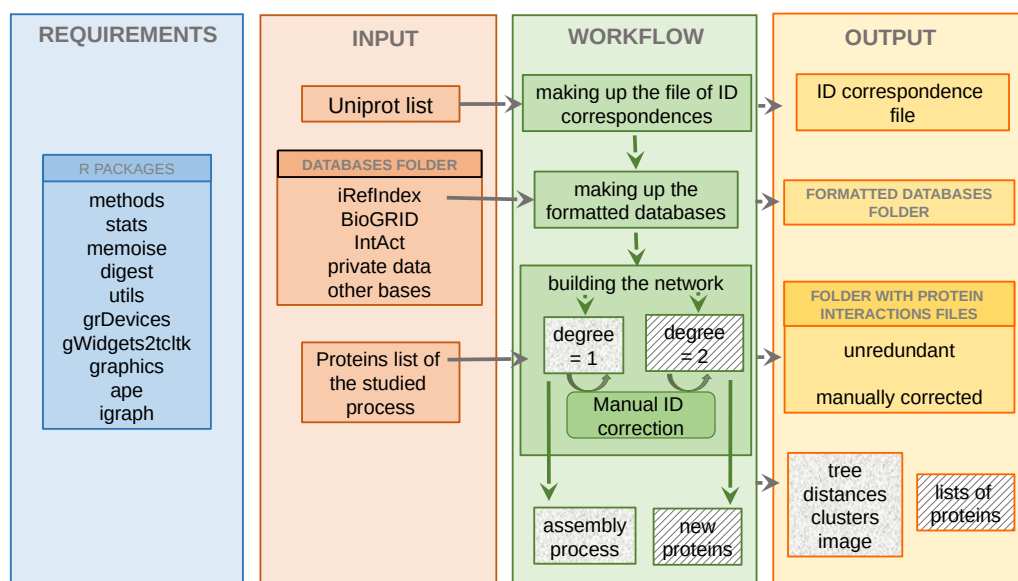 REQUIREMENTS
R PACKAGES
methods
stats
memoise
digest
utils
grDevices
gWidgets2tcltk
graphics
ape
igraph
INPUT
Uniprot list
DATABASES FOLDER
iRefIndex
BioGRID
IntAct
private data
other bases
Proteins list of
the studied
process
WORKFLOW
making up the file of ID
correspondences
making up the
formatted databases
building the network
degree
= 1
degree
= 2
Manual ID
correction
assembly
process
new
proteins
OUTPUT
ID correspondence
file
FORMATTED DATABASES
FOLDER
FOLDER WITH PROTEIN
INTERACTIONS FILES
unredundant
manually corrected
tree
distances
clusters
image
lists of
proteins